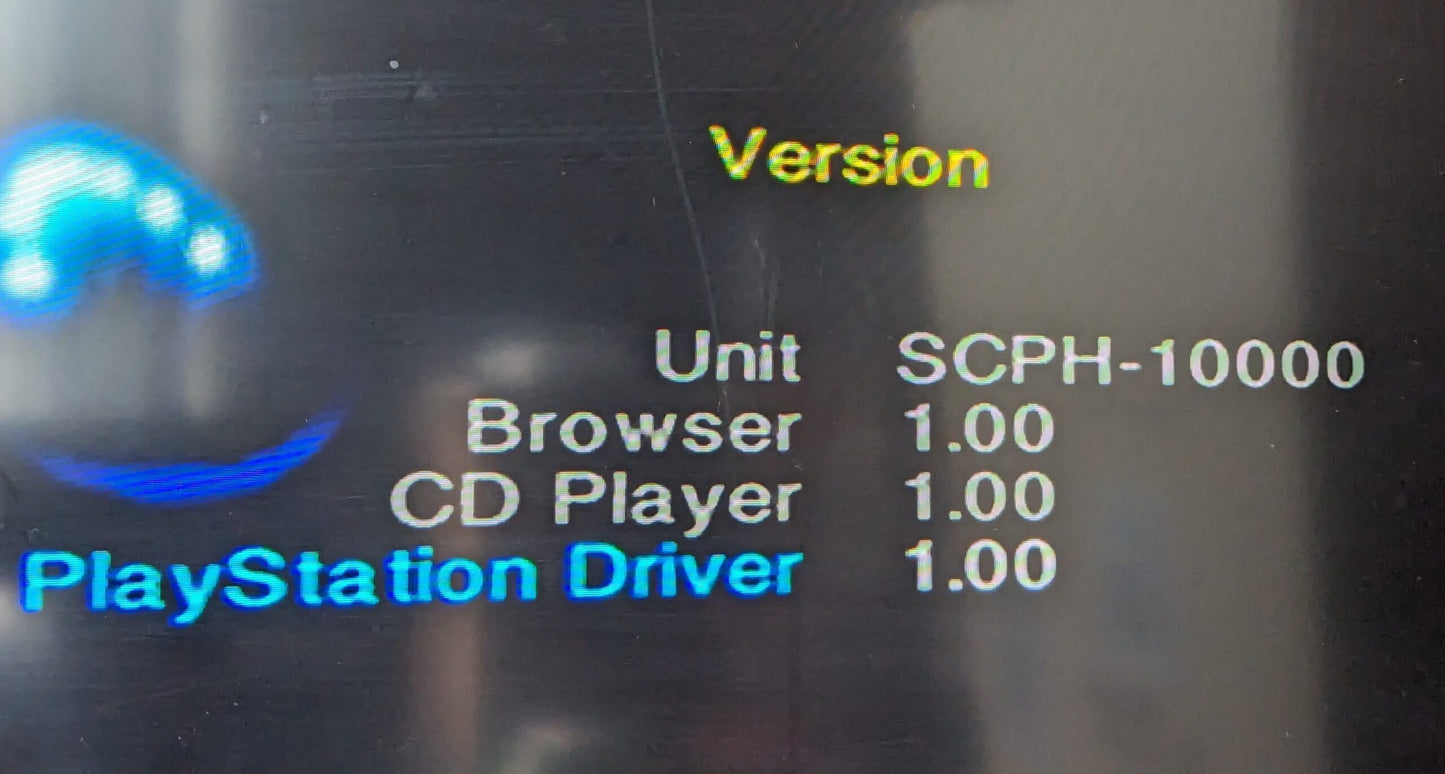 Version
Unit SCPH-10000
Browser 1.00
CD Player 1.00
PlayStation Driver 1.00